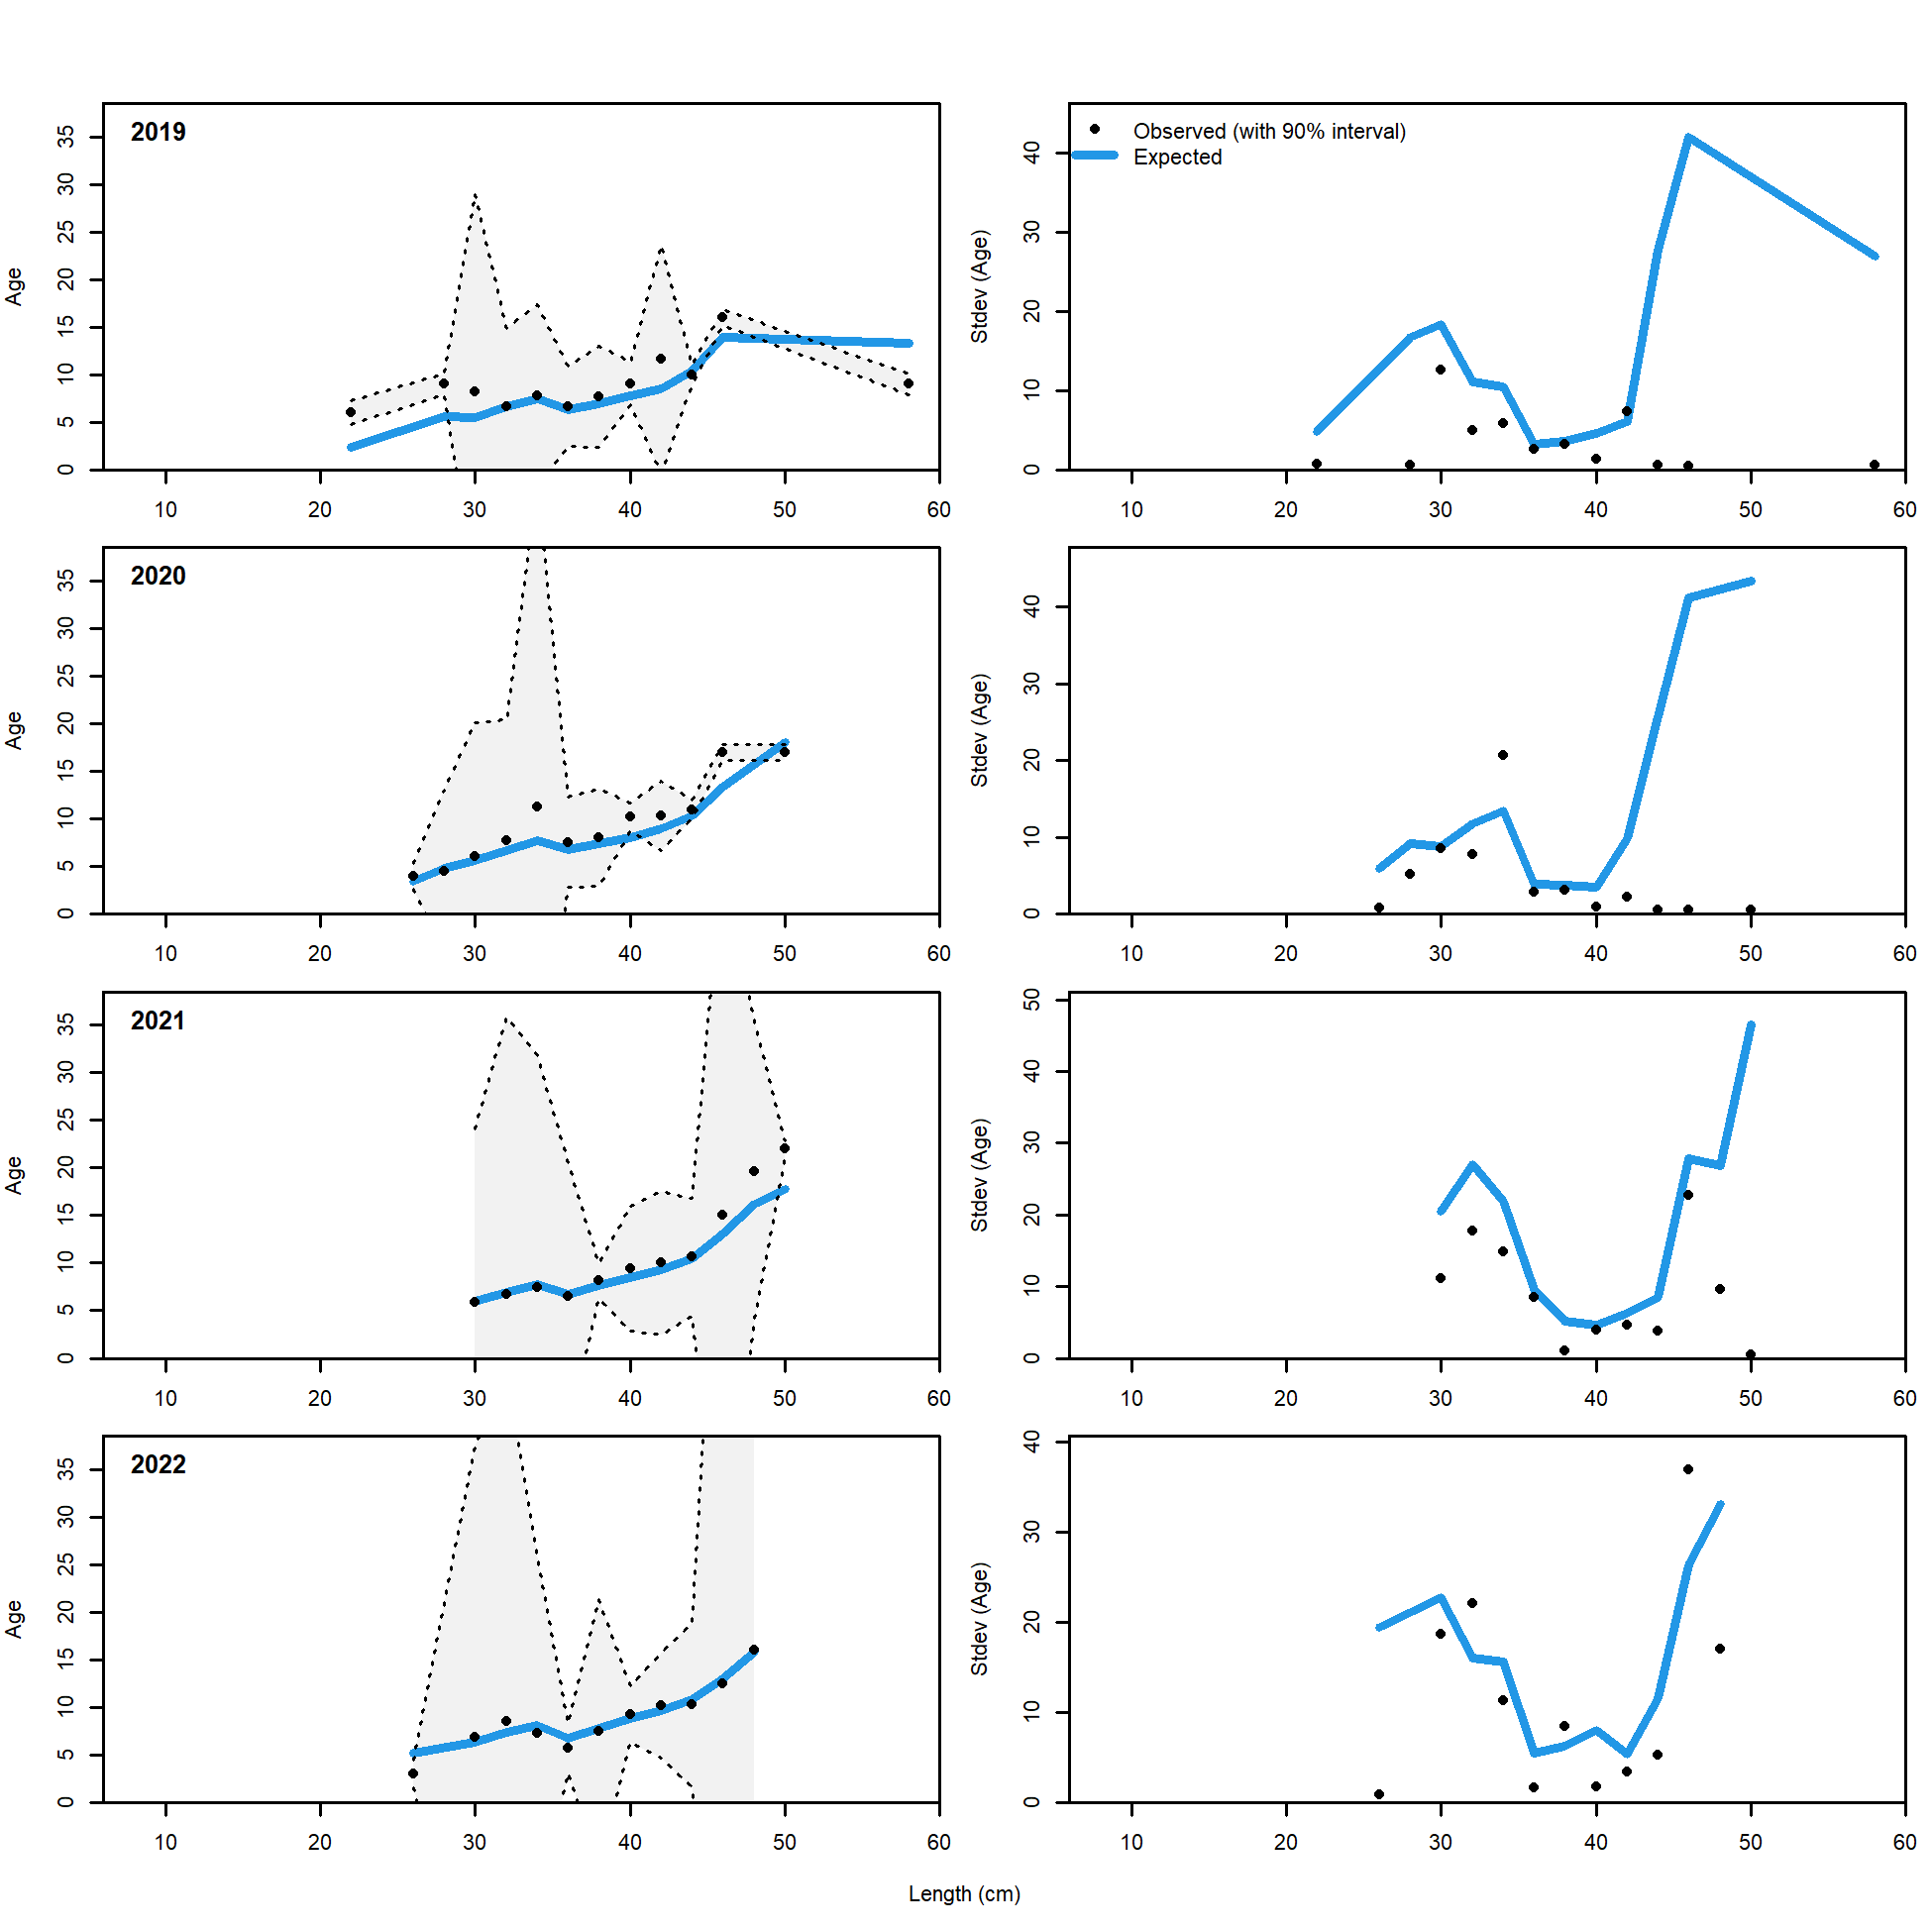 2019
Age
0 5 10 15 20 25 30 35
10 20 30 40 50 60
Observed (with 90% interval)
Expected
Stdev (Age)
0 10 20 30 40
10 20 30 40 50 60
2020
Age
0 5 10 15 20 25 30 35
10 20 30 40 50 60
Stdev (Age)
0 10 20 30 40
10 20 30 40 50 60
2021
Age
0 5 10 15 20 25 30 35
10 20 30 40 50 60
Stdev (Age)
0 10 20 30 40 50
10 20 30 40 50 60
2022
Age
0 5 10 15 20 25 30 35
10 20 30 40 50 60
Stdev (Age)
0 10 20 30 40
10 20 30 40 50 60
Length (cm)